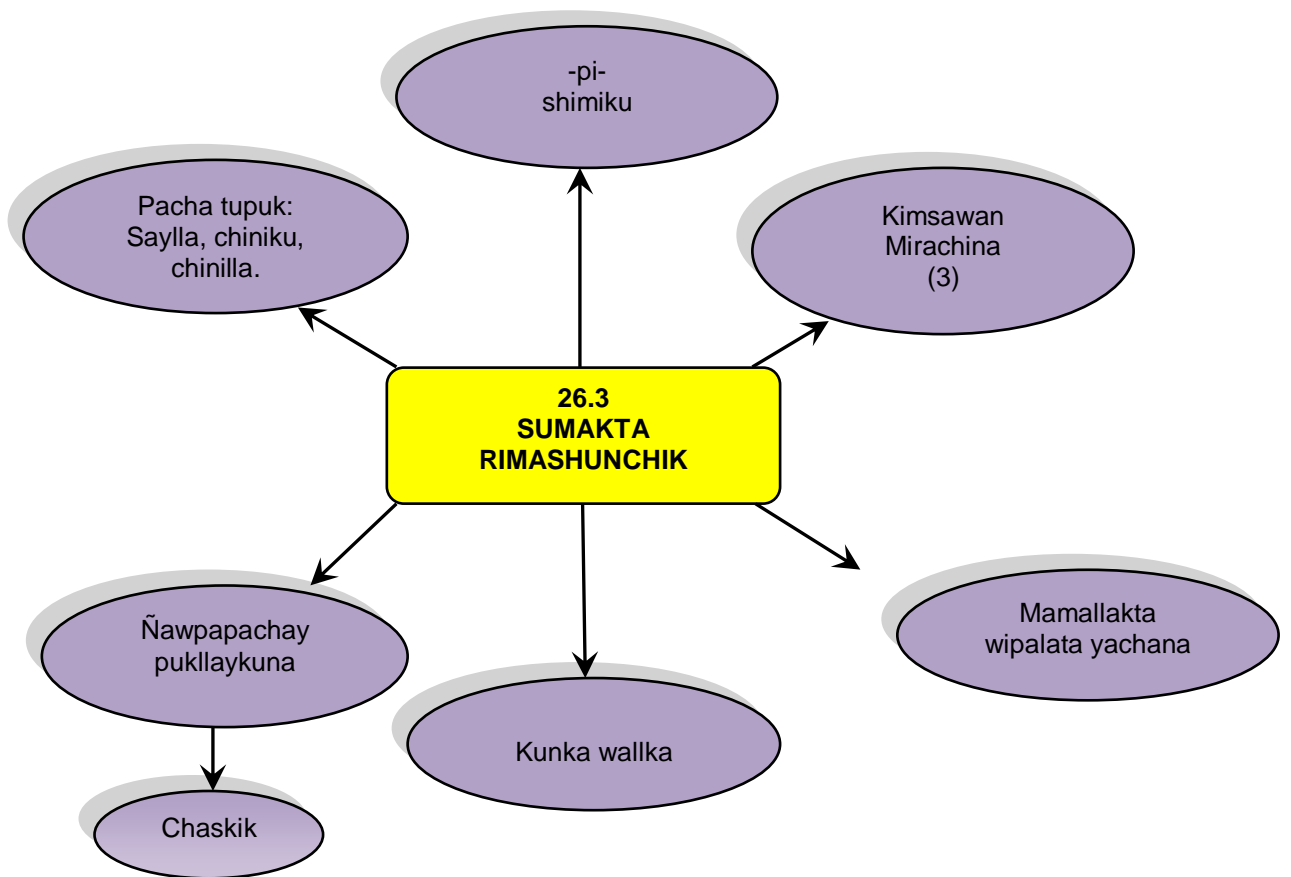 -pi-
shimiku
Pacha tupuk:
Saylla, chiniku,
chinilla.
Kimsawan
Mirachina
(3)
26.3
SUMAKTA
RIMASHUNCHIK
Ñawpapachay
pukllaykuna
Mamallakta
wipalata yachana
Kunka wallka
Chaskik